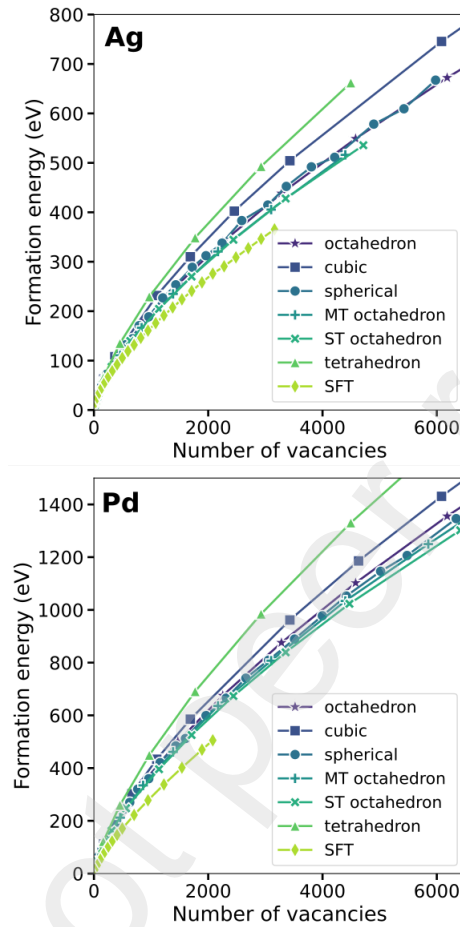 Ag
800
700
600
500
400
300
200
100
0
Formation energy (eV)
octahedron
cubic
spherical
MT octahedron
ST octahedron
tetrahedron
SFT
0 2000 4000 6000
Number of vacancies
Pd
1400
1200
1000
800
600
400
200
0
Formation energy (eV)
octahedron
cubic
spherical
MT octahedron
ST octahedron
tetrahedron
SFT
0 2000 4000 6000
Number of vacancies
ot peer r